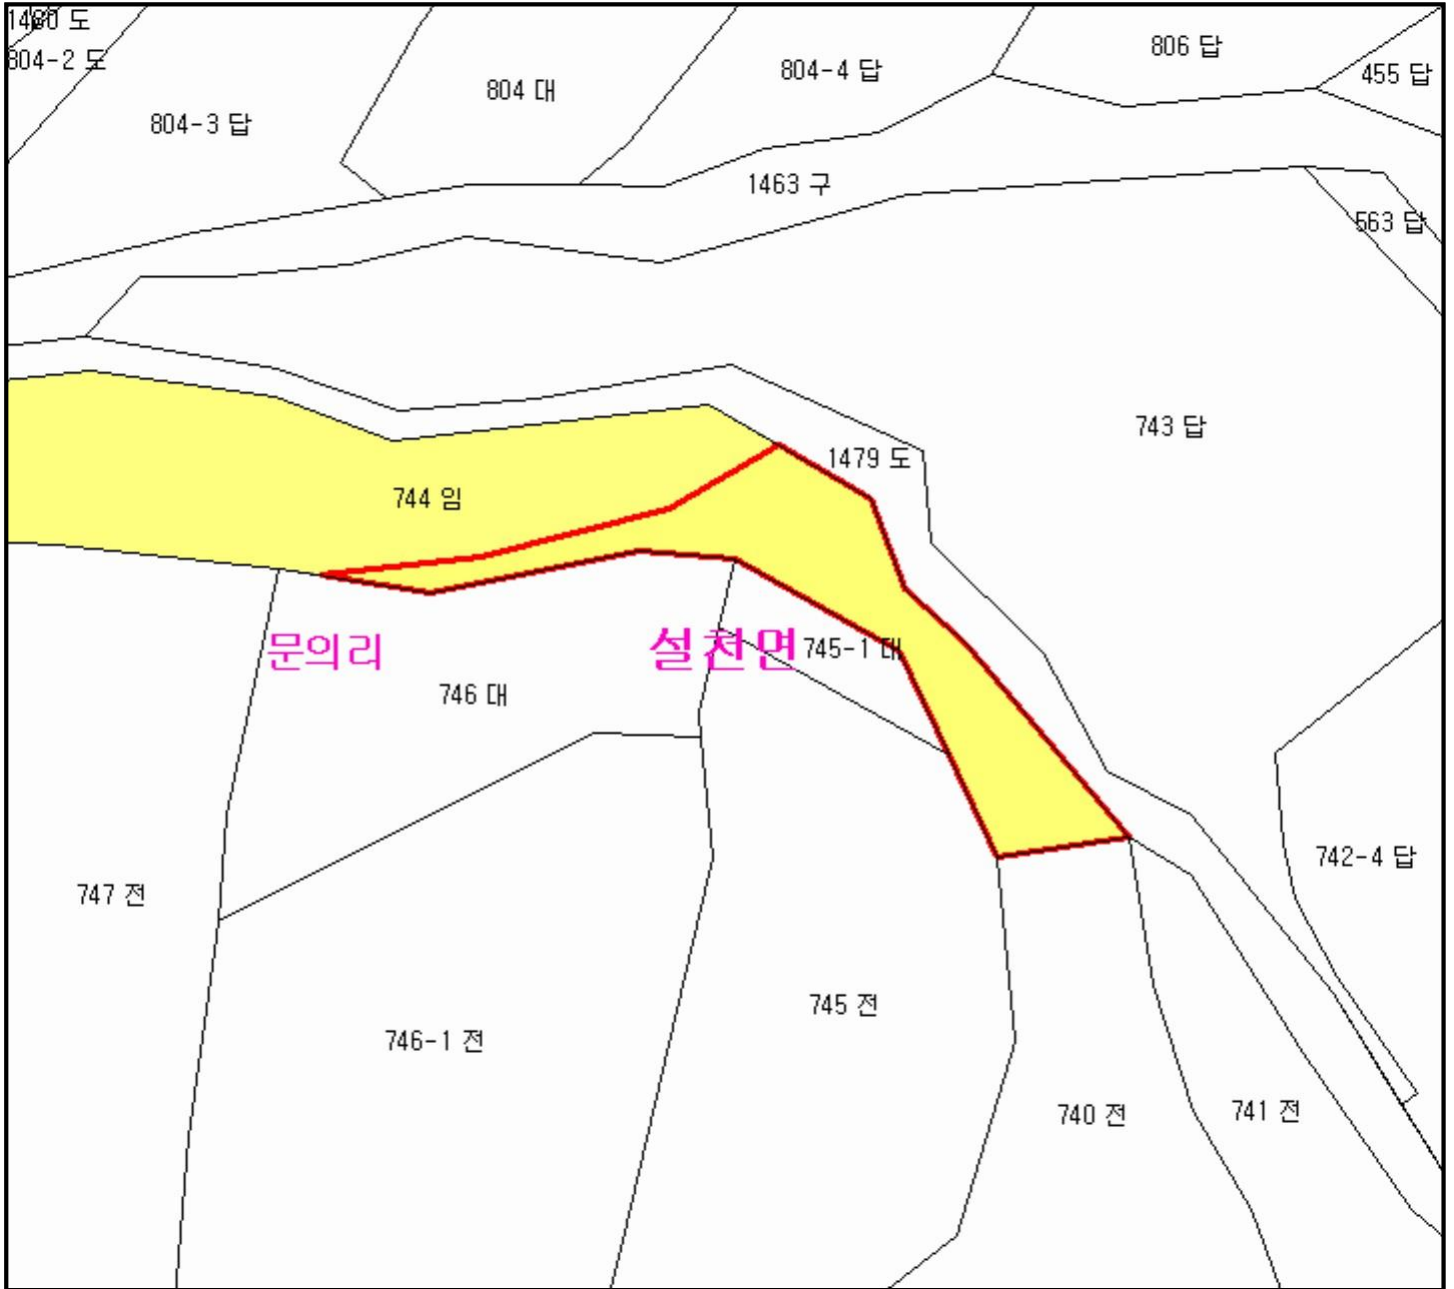 1480 도
804-2 도
804-3 답
804 대
804-4 답
806 답
455 답
1463 구
563 답
743 답
1479 도
744 임
문의리
설천면
745-1 대
746 대
742-4 답
747 전
745 전
746-1 전
740 전
741 전